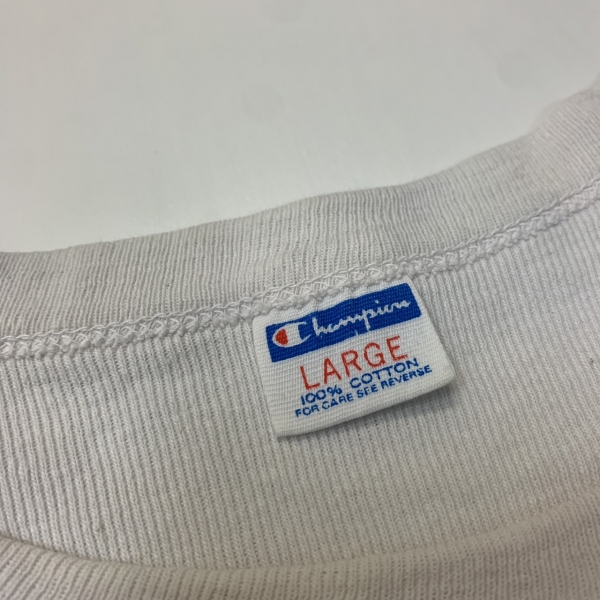 Champion
LARGE
100% COTTON
FOR CARE SEE REVERSE